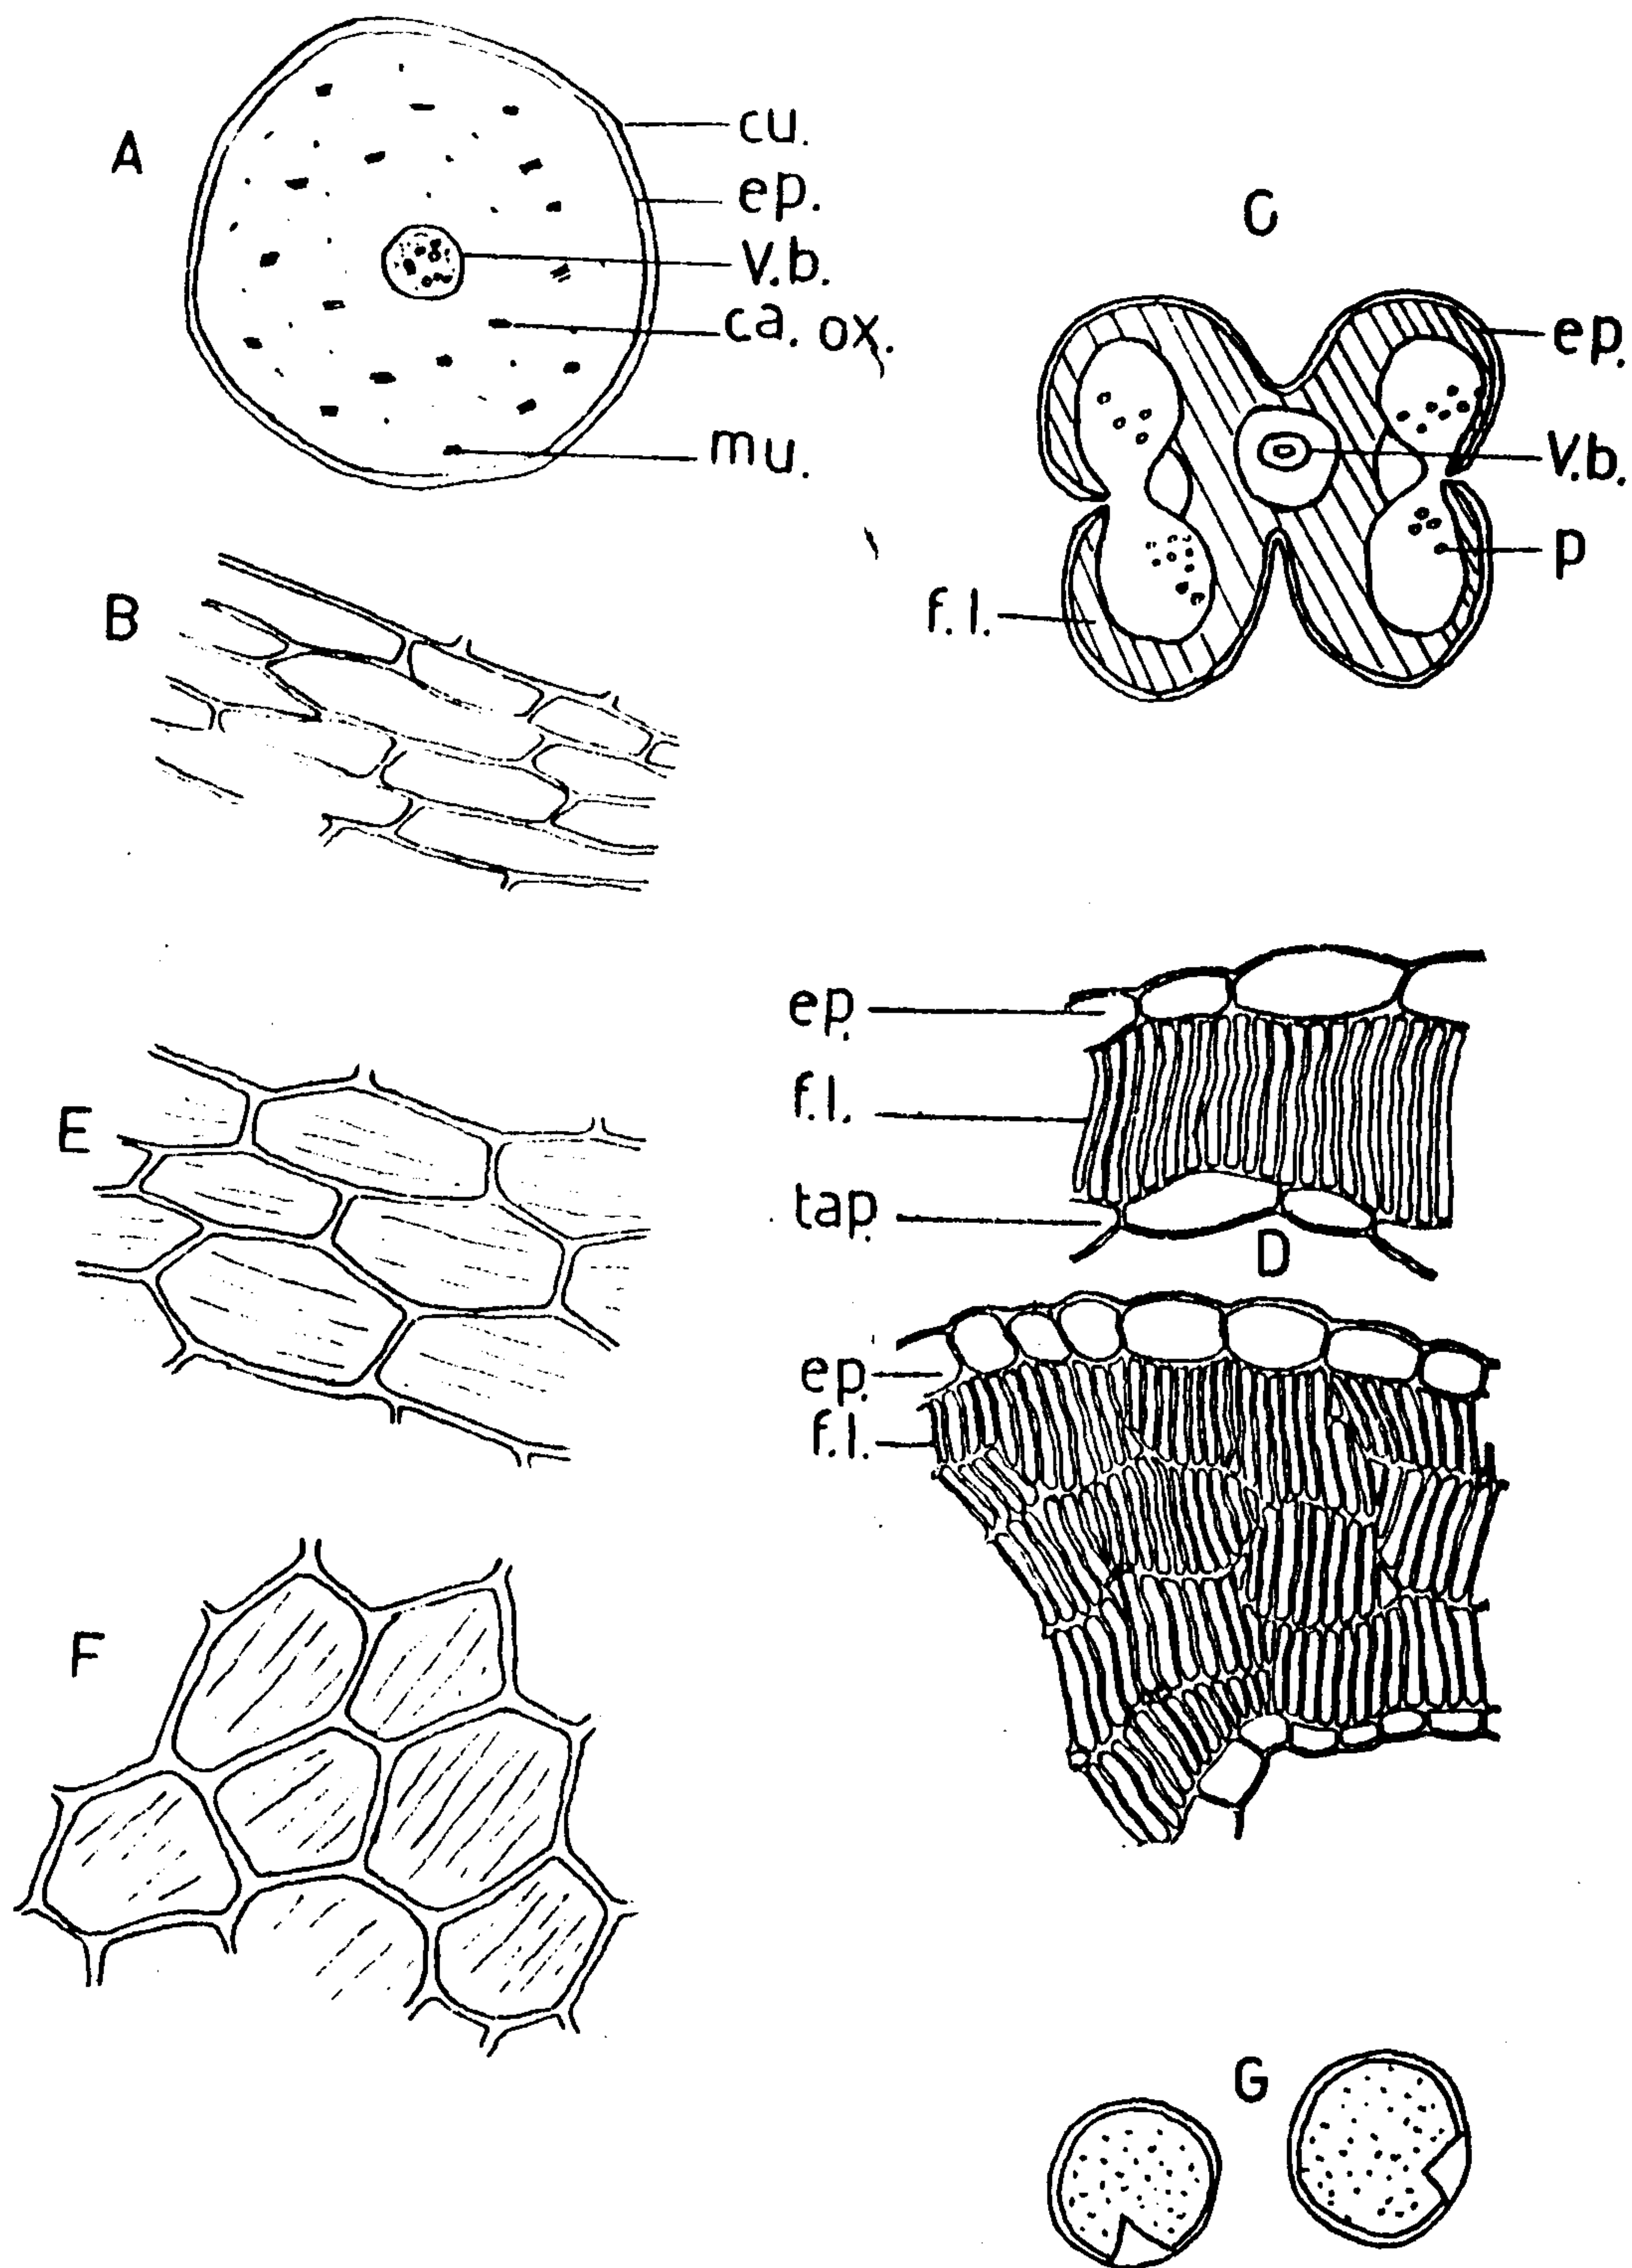 A
cu.
ep.
v.b.
ca. ox.
mu.
B
C
ep.
v.b.
p
f.l.
ep.
f.l.
tap.
D
E
ep.
f.l.
F
G